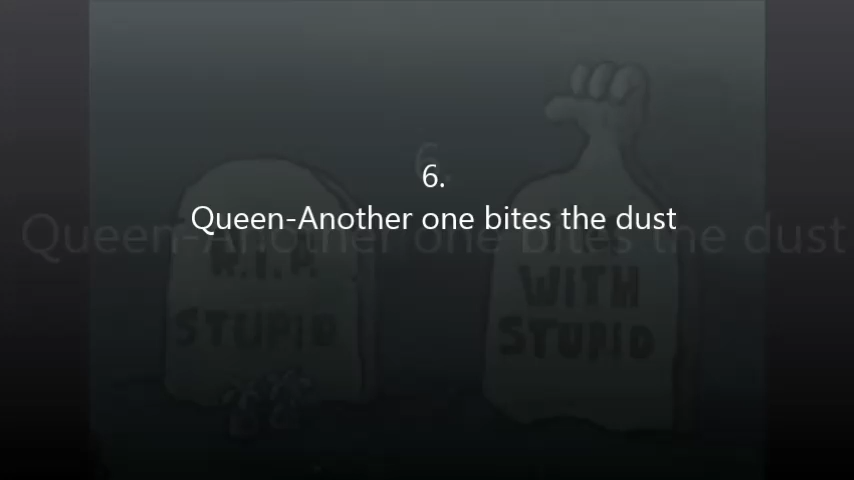 6.
Queen-Another one bites the dust
R.I.P.
STUPID
WITH
STUPID